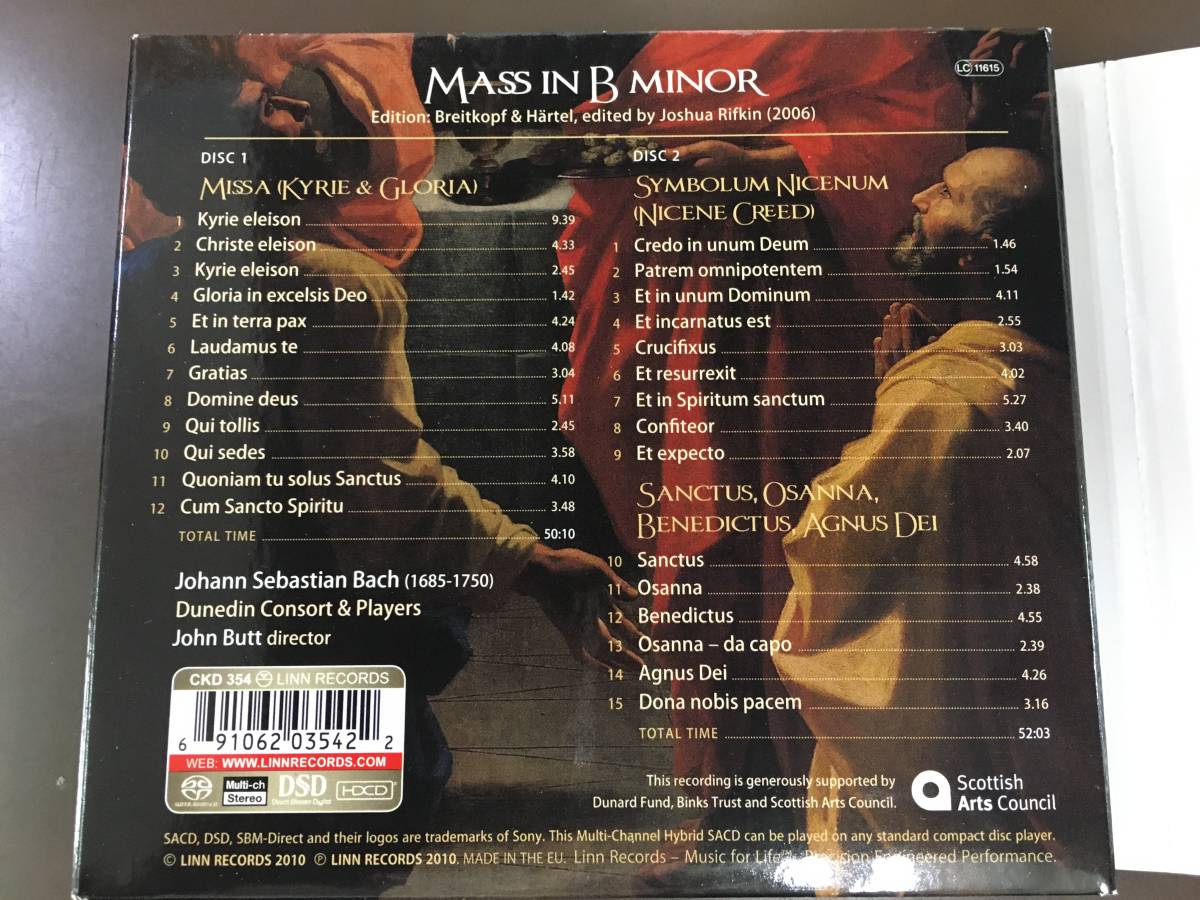 MASS IN B MINOR
LC 11615
Edition: Breitkopf & Härtel, edited by Joshua Rifkin (2006)
DISC 1
MISSA (KYRIE & GLORIA)
1 Kyrie eleison 9.39
2 Christe eleison 4.33
3 Kyrie eleison 2.45
4 Gloria in excelsis Deo 1.42
5 Et in terra pax 4.24
6 Laudamus te 4.08
7 Gratias 3.04
8 Domine deus 5.11
9 Qui tollis 2.45
10 Qui sedes 3.58
11 Quoniam tu solus Sanctus 4.10
12 Cum Sancto Spiritu 3.48
TOTAL TIME 50:10
Johann Sebastian Bach (1685-1750)
Dunedin Consort & Players
John Butt director
DISC 2
SYMBOLUM NICENUM
(NICENE CREED)
1 Credo in unum Deum 1.46
2 Patrem omnipotentem 1.54
3 Et in unum Dominum 4.11
4 Et incarnatus est 2.55
5 Crucifixus 3.03
6 Et resurrexit 4.02
7 Et in Spiritum sanctum 5.27
8 Confiteor 3.40
9 Et expecto 2.07
SANCTUS, OSANNA,
BENEDICTUS, AGNUS DEI
10 Sanctus 4.58
11 Osanna 2.38
12 Benedictus 4.55
13 Osanna – da capo 2.39
14 Agnus Dei 4.26
15 Dona nobis pacem 3.16
TOTAL TIME 52:03
CKD 354 LINN RECORDS
6 91062 03542 2
WEB: WWW.LINNRECORDS.COM
Multi-ch
Stereo
DSD
Direct Stream Digital
HDCD
This recording is generously supported by
Dunard Fund, Binks Trust and Scottish Arts Council.
Scottish
Arts Council
SACD, DSD, SBM-Direct and their logos are trademarks of Sony. This Multi-Channel Hybrid SACD can be played on any standard compact disc player.
© LINN RECORDS 2010 ℗ LINN RECORDS 2010. MADE IN THE EU. Linn Records – Music for Life™. Precision Engineered Performance.